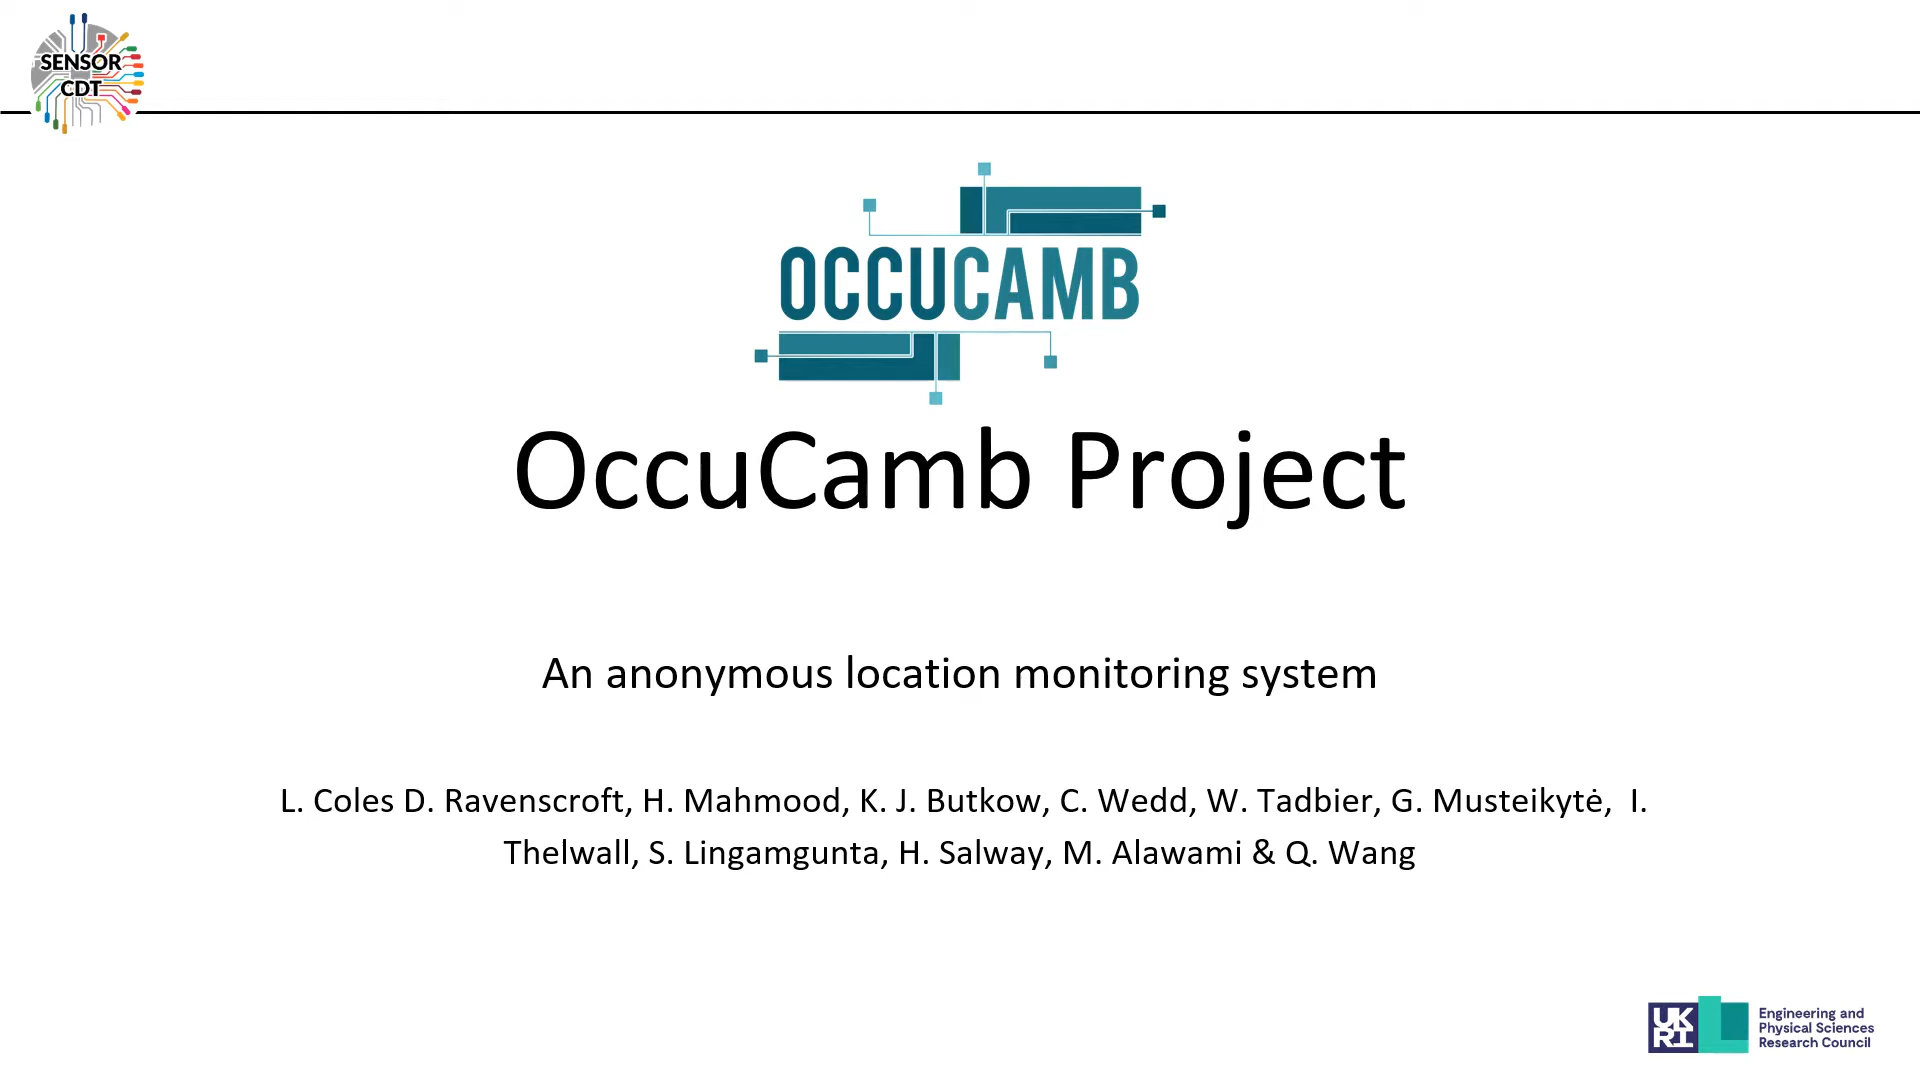 SENSOR
CDT
OCCUCAMB
OccuCamb Project
An anonymous location monitoring system
L. Coles D. Ravenscroft, H. Mahmood, K. J. Butkow, C. Wedd, W. Tadbier, G. Musteikytė,  I.
Thelwall, S. Lingamgunta, H. Salway, M. Alawami & Q. Wang
UK
RI
Engineering and
Physical Sciences
Research Council